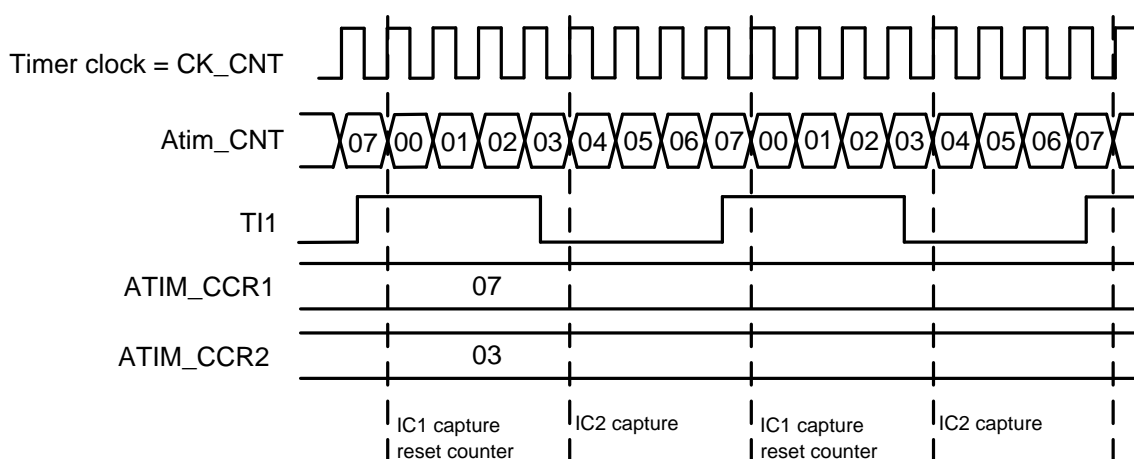 Timer clock = CK_CNT
Atim_CNT 07 00 01 02 03 04 05 06 07 00 01 02 03 04 05 06 07
TI1
ATIM_CCR1 07
ATIM_CCR2 03
IC1 capture IC2 capture IC1 capture IC2 capture
reset counter reset counter